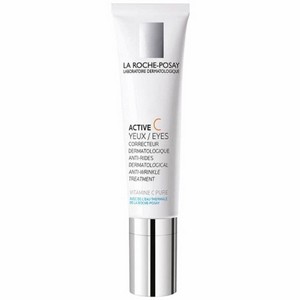 LA ROCHE-POSAY
LABORATOIRE DERMATOLOGIQUE
ACTIVE C
YEUX / EYES
CORRECTEUR
DERMATOLOGIQUE
ANTI-RIDES
DERMATOLOGICAL
ANTI-WRINKLE
TREATMENT
VITAMINE C PURE